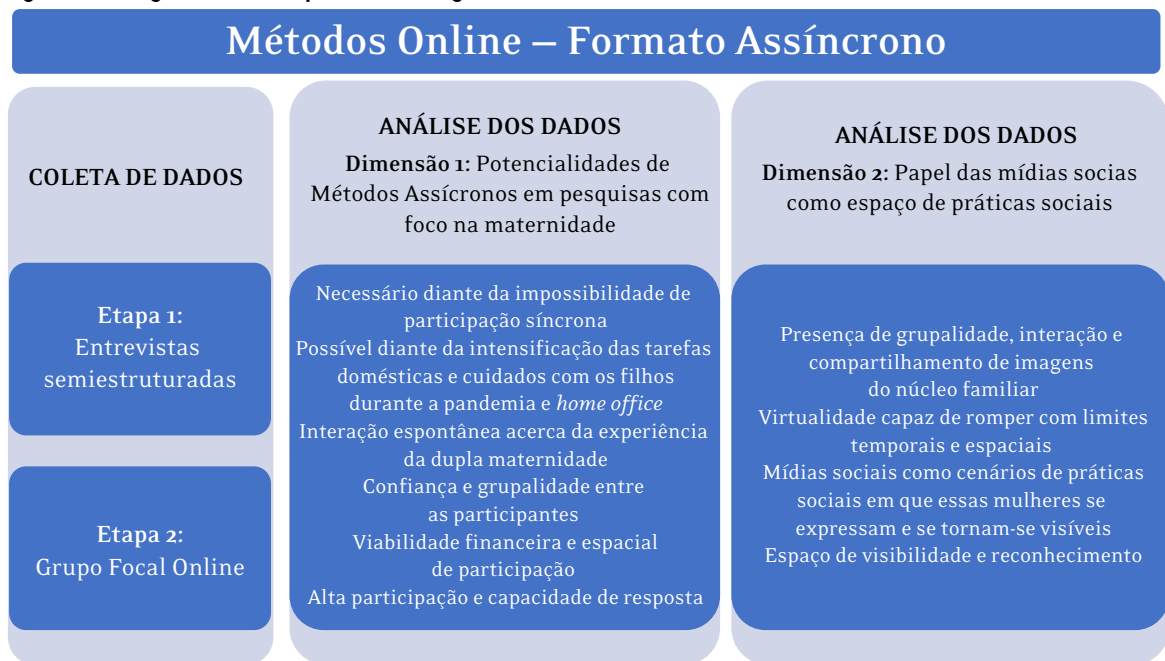 Métodos Online – Formato Assíncrono
COLETA DE DADOS
Etapa 1:
Entrevistas
semiestruturadas
Etapa 2:
Grupo Focal Online
ANÁLISE DOS DADOS
Dimensão 1: Potencialidades de
Métodos Assícronos em pesquisas com
foco na maternidade
Necessário diante da impossibilidade de
participação síncrona
Possível diante da intensificação das tarefas
domésticas e cuidados com os filhos
durante a pandemia e home office
Interação espontânea acerca da experiência
da dupla maternidade
Confiança e grupalidade entre
as participantes
Viabilidade financeira e espacial
de participação
Alta participação e capacidade de resposta
ANÁLISE DOS DADOS
Dimensão 2: Papel das mídias socias
como espaço de práticas sociais
Presença de grupalidade, interação e
compartilhamento de imagens
do núcleo familiar
Virtualidade capaz de romper com limites
temporais e espaciais
Mídias sociais como cenários de práticas
sociais em que essas mulheres se
expressam e se tornam-se visíveis
Espaço de visibilidade e reconhecimento